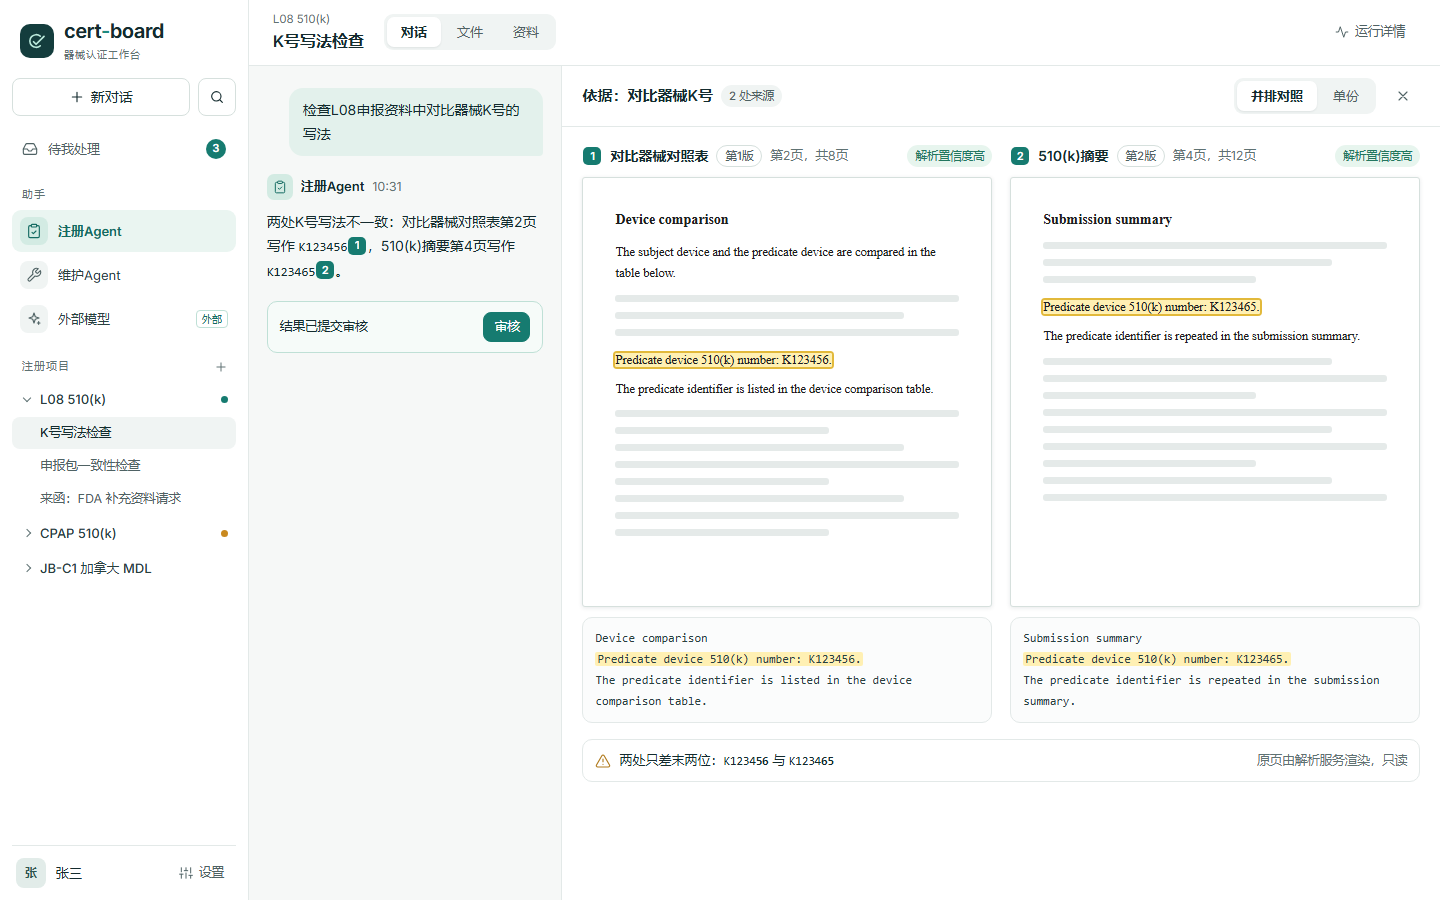 cert-board
器械认证工作台
新对话
待我处理
3
助手
注册Agent
维护Agent
外部模型
外部
注册项目
L08 510(k)
K号写法检查
申报包一致性检查
来函：FDA 补充资料请求
CPAP 510(k)
JB-C1 加拿大 MDL
张
张三
设置
L08 510(k)
K号写法检查
对话
文件
资料
运行详情
检查L08申报资料中对比器械K号的
写法
注册Agent
10:31
两处K号写法不一致：对比器械对照表第2页
写作 K123456 1 ，510(k)摘要第4页写作
K123465 2 。
结果已提交审核
审核
依据：对比器械K号
2 处来源
并排对照
单份
1
对比器械对照表
第1版
第2页，共8页
解析置信度高
Device comparison
The subject device and the predicate device are compared in the
table below.
Predicate device 510(k) number: K123456.
The predicate identifier is listed in the device comparison table.
Device comparison
Predicate device 510(k) number: K123456.
The predicate identifier is listed in the device
comparison table.
2
510(k)摘要
第2版
第4页，共12页
解析置信度高
Submission summary
Predicate device 510(k) number: K123465.
The predicate identifier is repeated in the submission summary.
Submission summary
Predicate device 510(k) number: K123465.
The predicate identifier is repeated in the submission
summary.
两处只差末两位：K123456 与 K123465
原页由解析服务渲染，只读